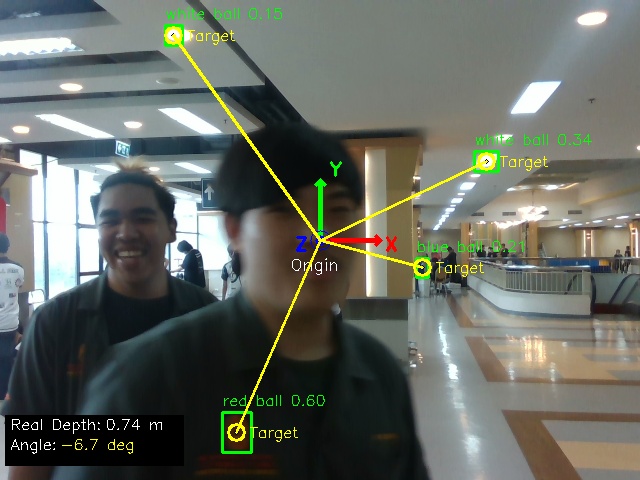 white ball 0.15
Target
white ball 0.34
Target
Y
Z
X
blue ball 0.21
Origin
Target
red ball 0.60
Target
Real Depth: 0.74 m
Angle: −6.7 deg